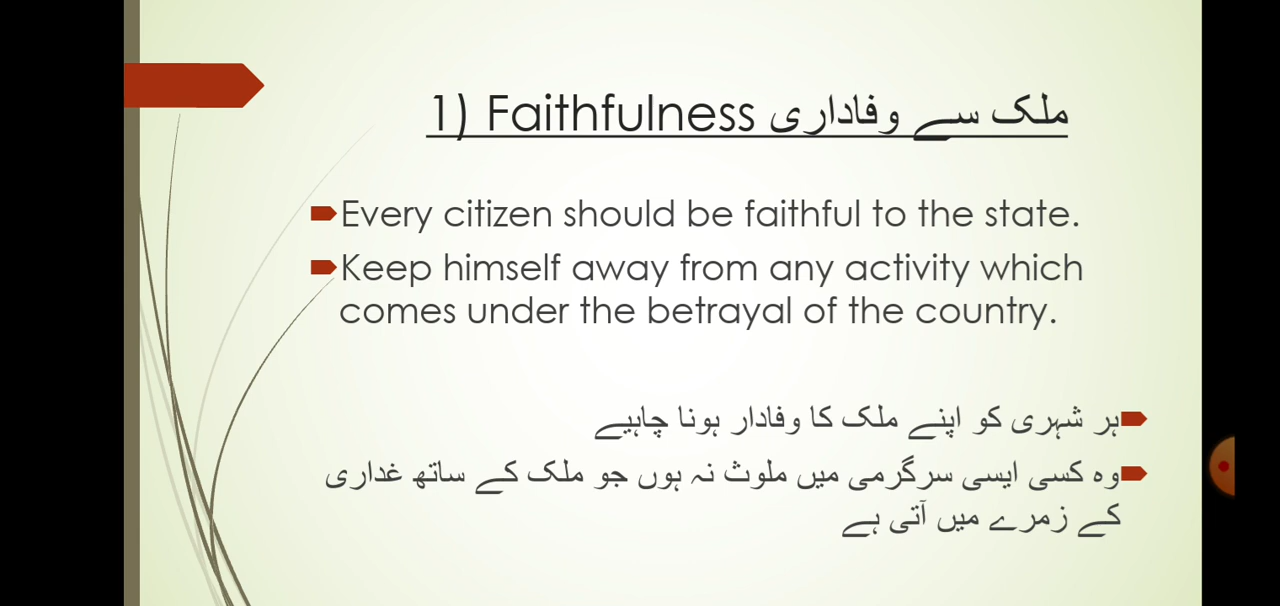 1) Faithfulness ملک سے وفاداری
Every citizen should be faithful to the state.
Keep himself away from any activity which
comes under the betrayal of the country.
ہر شہری کو اپنے ملک کا وفادار ہونا چاہیے
وہ کسی ایسی سرگرمی میں ملوث نہ ہوں جو ملک کے ساتھ غداری
کے زمرے میں آتی ہے